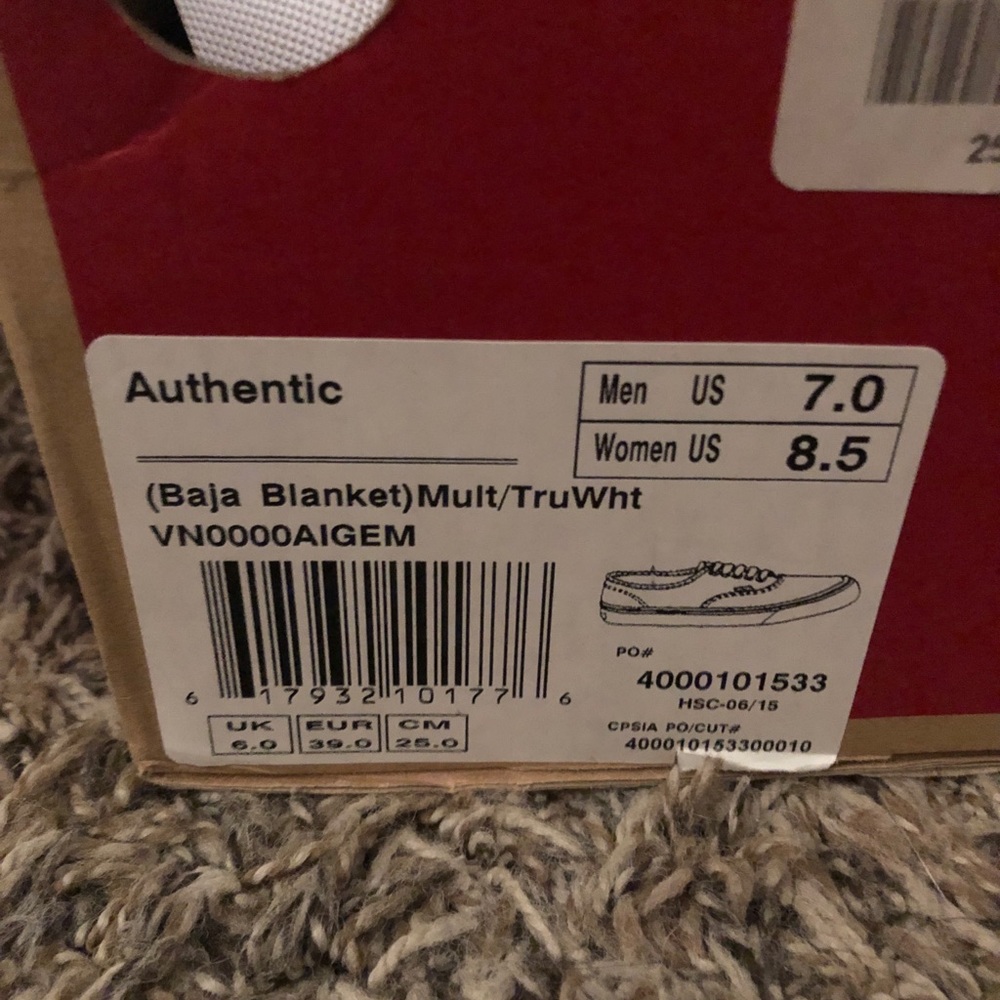 25
Authentic
Men US 7.0
Women US 8.5
(Baja Blanket)Mult/TruWht
VN0000AIGEM
6 17932 10177 6
PO#
4000101533
HSC-06/15
CPSIA PO/CUT#
400010153300010
UK EUR CM
6.0 39.0 25.0